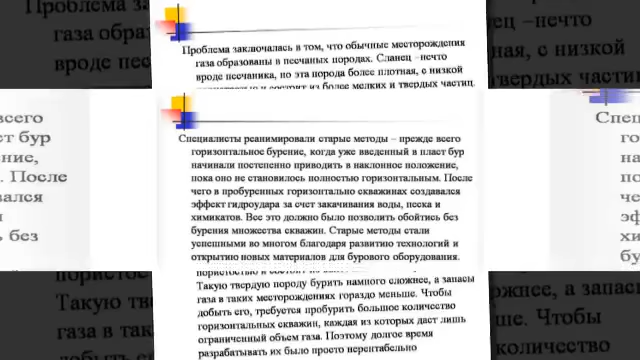 Проблема заключалась в том, что обычные месторождения
газа образованы в песчаных породах. Сланец –нечто
вроде песчаника, но эта порода более плотная, с низкой
Специалисты реанимировали старые методы – прежде всего
горизонтальное бурение, когда уже введенный в пласт бур
начинали постепенно приводить в наклонное положение,
пока оно не становилось полностью горизонтальным. После
чего в пробуренных горизонтально скважинах создавался
эффект гидроудара за счет закачивания воды, песка и
химикатов. Все это должно было позволить обойтись без
бурения множества скважин. Старые методы стали
успешными во многом благодаря развитию технологий и
открытию новых материалов для бурового оборудования.
Такую твердую породу бурить намного сложнее, а запасы
газа в таких месторождениях гораздо меньше. Чтобы
добыть его, требуется пробурить большое количество
горизонтальных скважин, каждая из которых дает лишь
ограниченный объем газа. Поэтому долгое время
разрабатывать их было просто нерентабельно